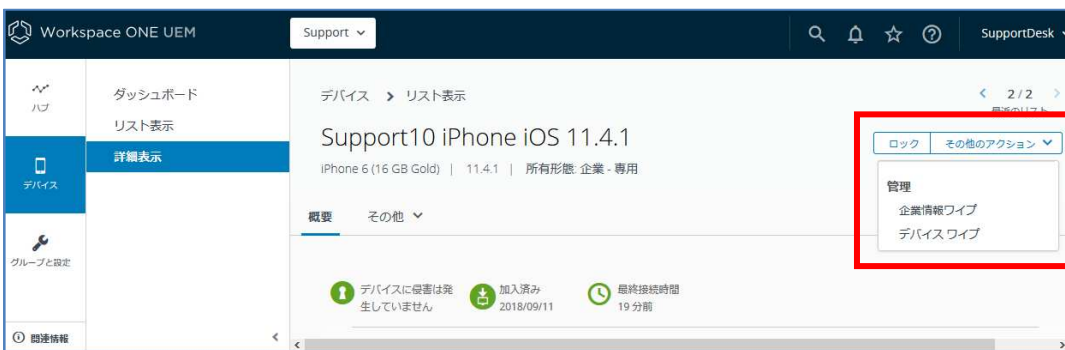 Workspace ONE UEM
Support
SupportDesk
ハブ
デバイス
グループと設定
関連情報
ダッシュボード
リスト表示
詳細表示
デバイス > リスト表示
2 / 2
最近のリスト
Support10 iPhone iOS 11.4.1
iPhone 6 (16 GB Gold) | 11.4.1 | 所有形態: 企業 - 専用
ロック
その他のアクション
管理
企業情報ワイプ
デバイス ワイプ
概要
その他
デバイスに侵害は発
生していません
加入済み
2018/09/11
最終接続時間
19 分前